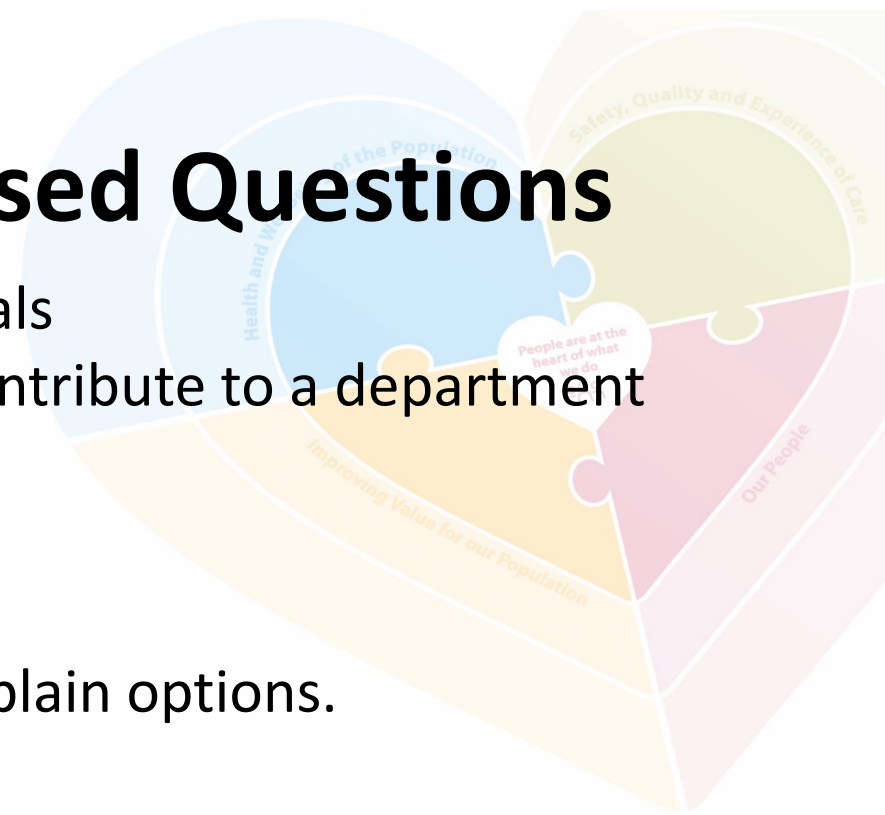 sed Questions
als
ntribute to a department
plain options.
Health and We of the Population
Safety, Quality and Experience of Care
People are at the
heart of what
we do
Improving Value for our Population
Our People